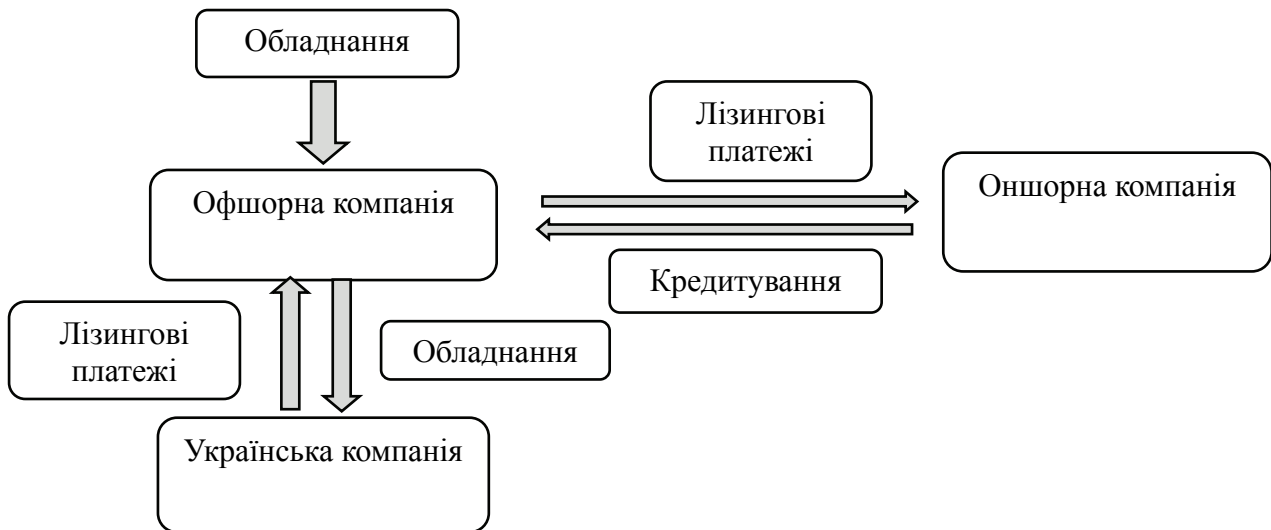 Обладнання
Лізингові
платежі
Офшорна компанія
Оншорна компанія
Кредитування
Лізингові
платежі
Обладнання
Українська компанія